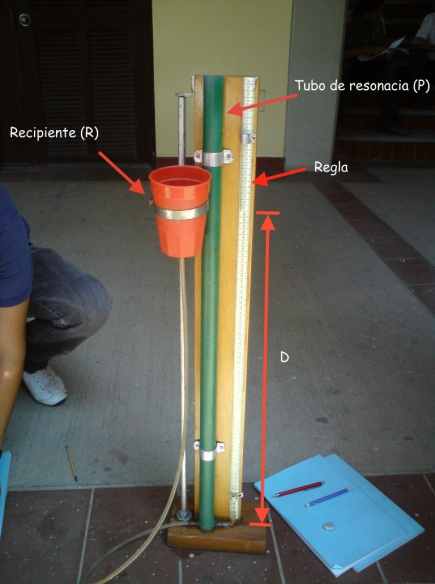 Tubo de resonacia (P)
Recipiente (R)
Regla
D